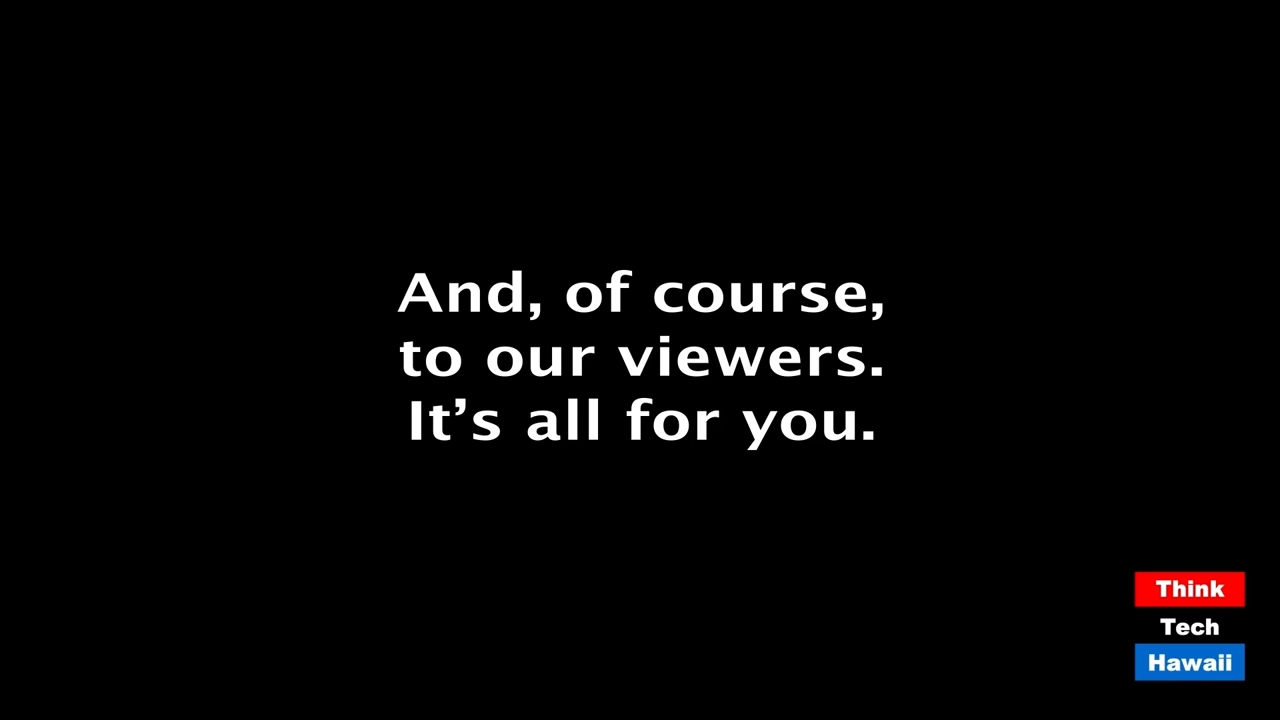 And, of course,
to our viewers.
It’s all for you.
Think
Tech
Hawaii